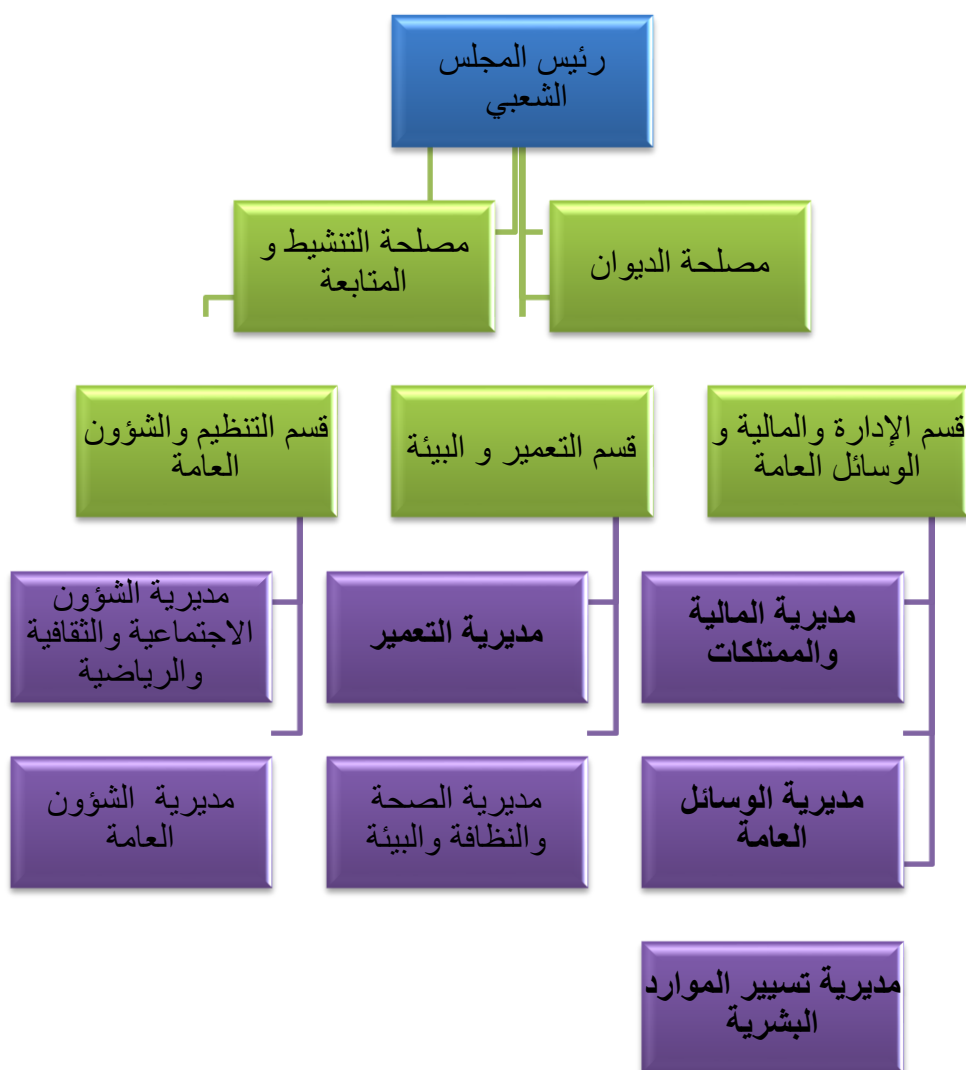 رئيس المجلس
الشعبي
مصلحة الديوان
مصلحة التنشيط و
المتابعة
قسم الإدارة والمالية و
الوسائل العامة
قسم التعمير و البيئة
قسم التنظيم والشؤون
العامة
مديرية المالية
والممتلكات
مديرية التعمير
مديرية الشؤون
الاجتماعية والثقافية
والرياضية
مديرية الوسائل
العامة
مديرية الصحة
والنظافة والبيئة
مديرية الشؤون
العامة
مديرية تسيير الموارد
البشرية